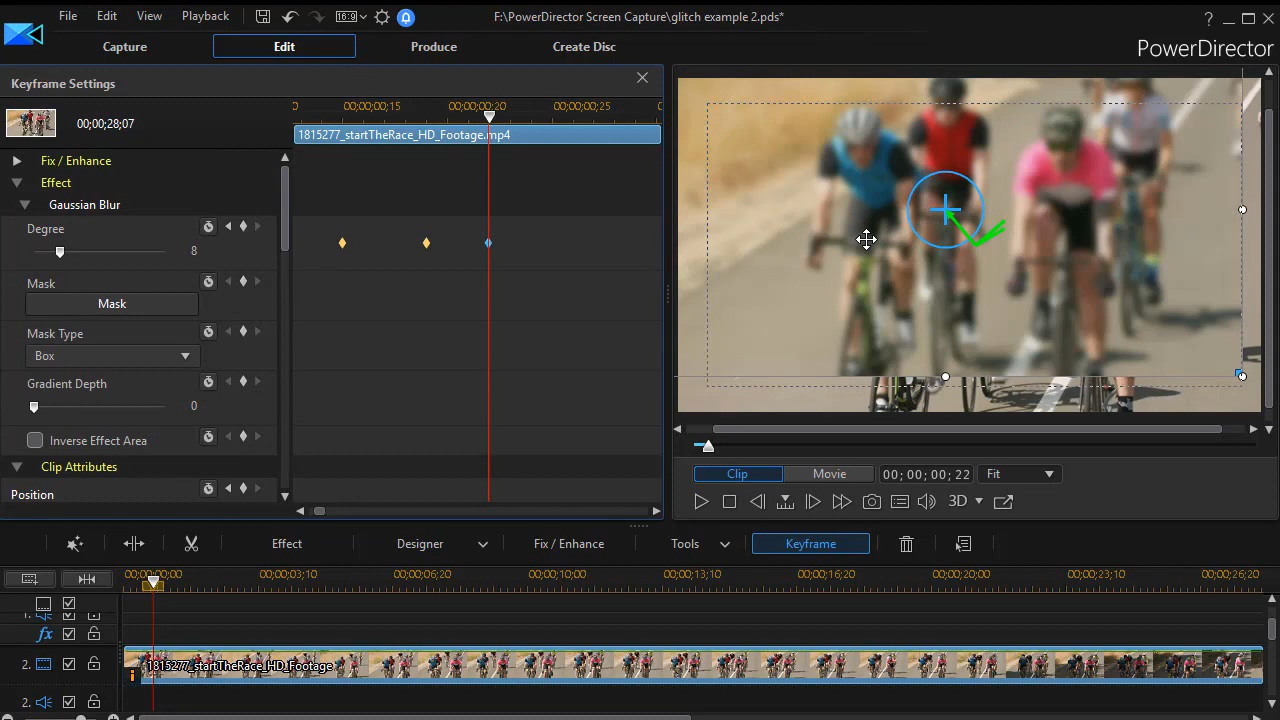 File Edit View Playback 16:9 F:\PowerDirector Screen Capture\glitch example 2.pds* ?
Capture Edit Produce Create Disc PowerDirector
Keyframe Settings
00;00;28;07
0 00;00;00;15 00;00;00;20 00;00;00;25
1815277_startTheRace_HD_Footage.mp4
Fix / Enhance
Effect
Gaussian Blur
Degree
8
Mask
Mask
Mask Type
Box
Gradient Depth
0
Inverse Effect Area
Clip Attributes
Position
Clip Movie 00; 00; 00; 22 Fit
3D
Effect Designer Fix / Enhance Tools Keyframe
00;00;00;00 00;00;03;10 00;00;06;20 00;00;10;00 00;00;13;10 00;00;16;20 00;00;20;00 00;00;23;10 00;00;26;20
1.
fx
2. 1815277_startTheRace_HD_Footage
i
2.